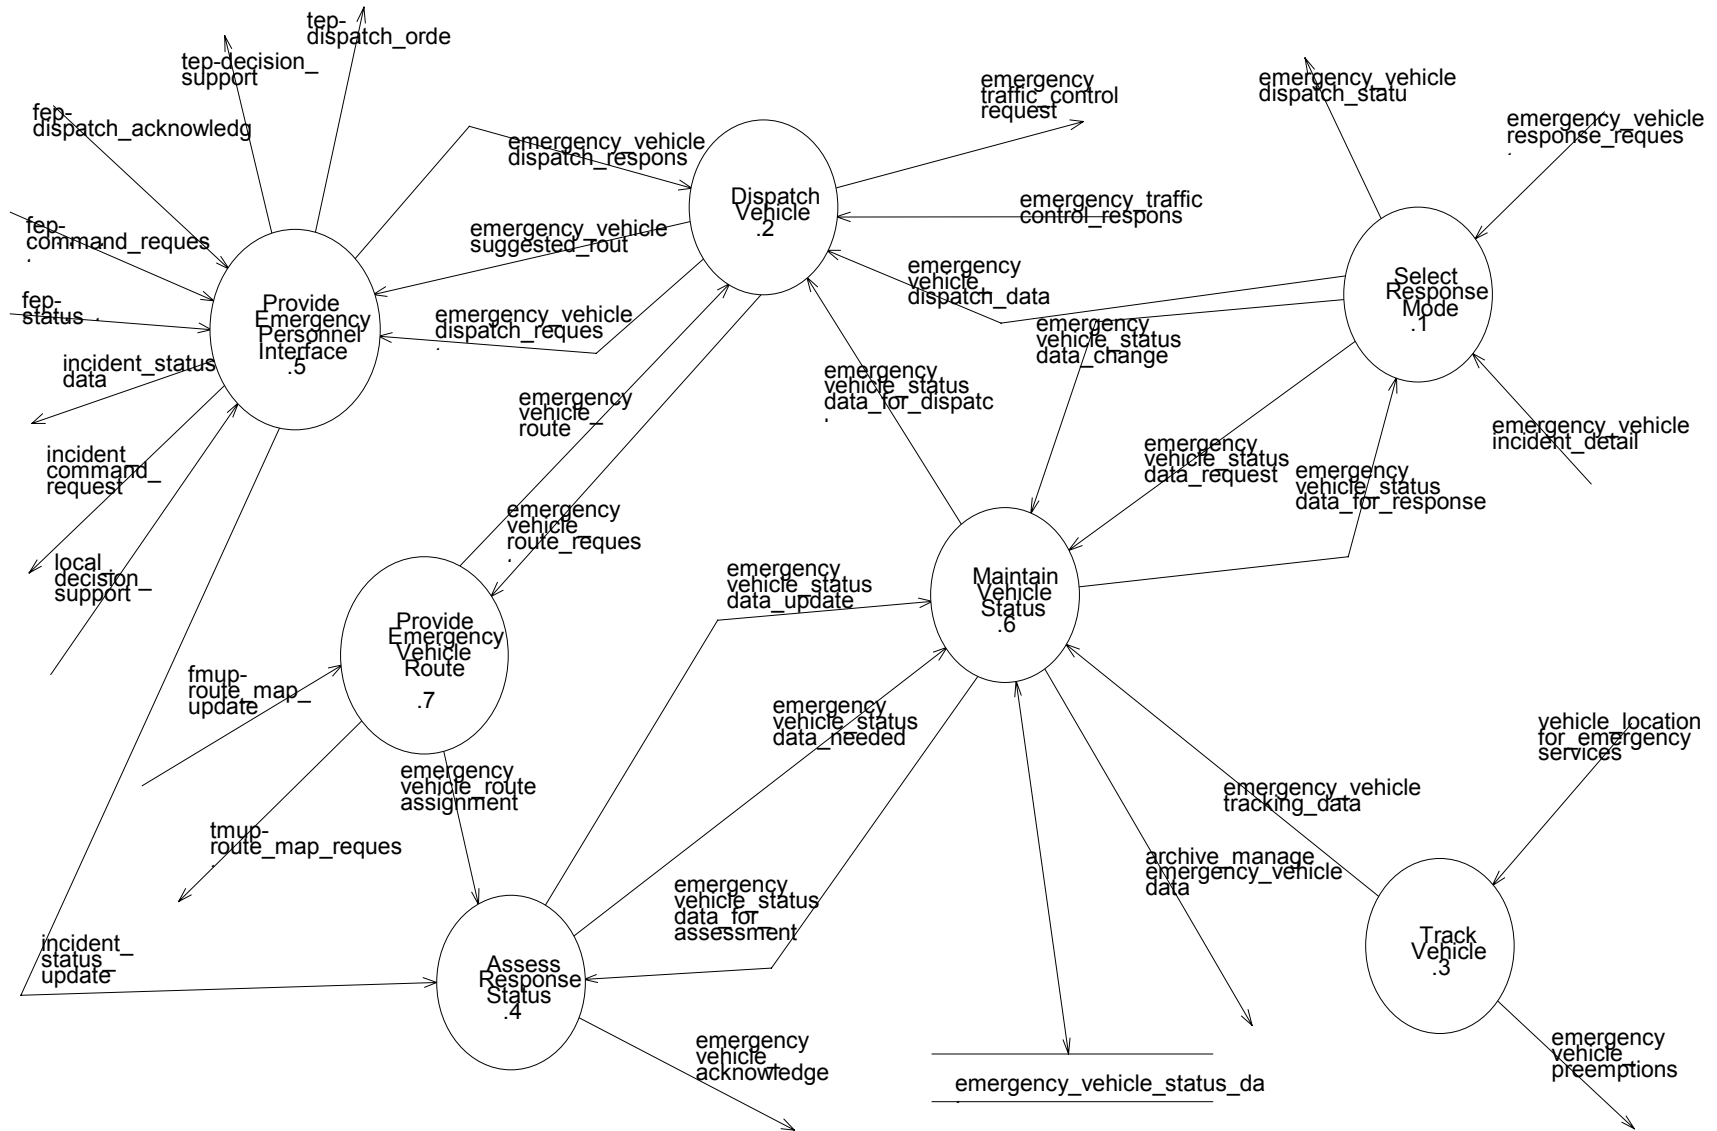 tep-
dispatch_orde
tep-decision_
support
fep-
dispatch_acknowledg
emergency_vehicle
dispatch_respons
emergency
traffic_control
request
emergency_vehicle
dispatch_statu
emergency_vehicle
response_reques
.
Dispatch
Vehicle
.2
emergency_traffic
control_respons
fep-
command_reques
.
emergency_vehicle
suggested_rout
emergency
vehicle_
dispatch_data
Select
Response
Mode
.1
fep-
status .
Provide
Emergency
Personnel
Interface
.5
emergency_vehicle
dispatch_reques
.
emergency
vehicle_status
data_change
incident_status
data
emergency
vehicle_
route
emergency
vehicle_status
data_for_dispatc
.
emergency_vehicle
incident_detail
incident_
command_
request
emergency
vehicle_status
data_request
emergency
vehicle_status
data_for_response
local_
decision_
support
emergency
vehicle_
route_reques
.
emergency
vehicle_status
data_update
Maintain
Vehicle
Status
.6
Provide
Emergency
Vehicle
Route
.7
fmup-
route_map_
update
emergency
vehicle_status
data_needed
vehicle_location
for_emergency
services
emergency
vehicle_route
assignment
emergency_vehicle
tracking_data
tmup-
route_map_reques
.
archive_manage
emergency_vehicle
data
emergency
vehicle_status
data_for_
assessment
incident_
status_
update
Assess
Response
Status
.4
Track
Vehicle
.3
emergency
vehicle_
acknowledge
emergency_vehicle_status_da
.
emergency
vehicle_
preemptions